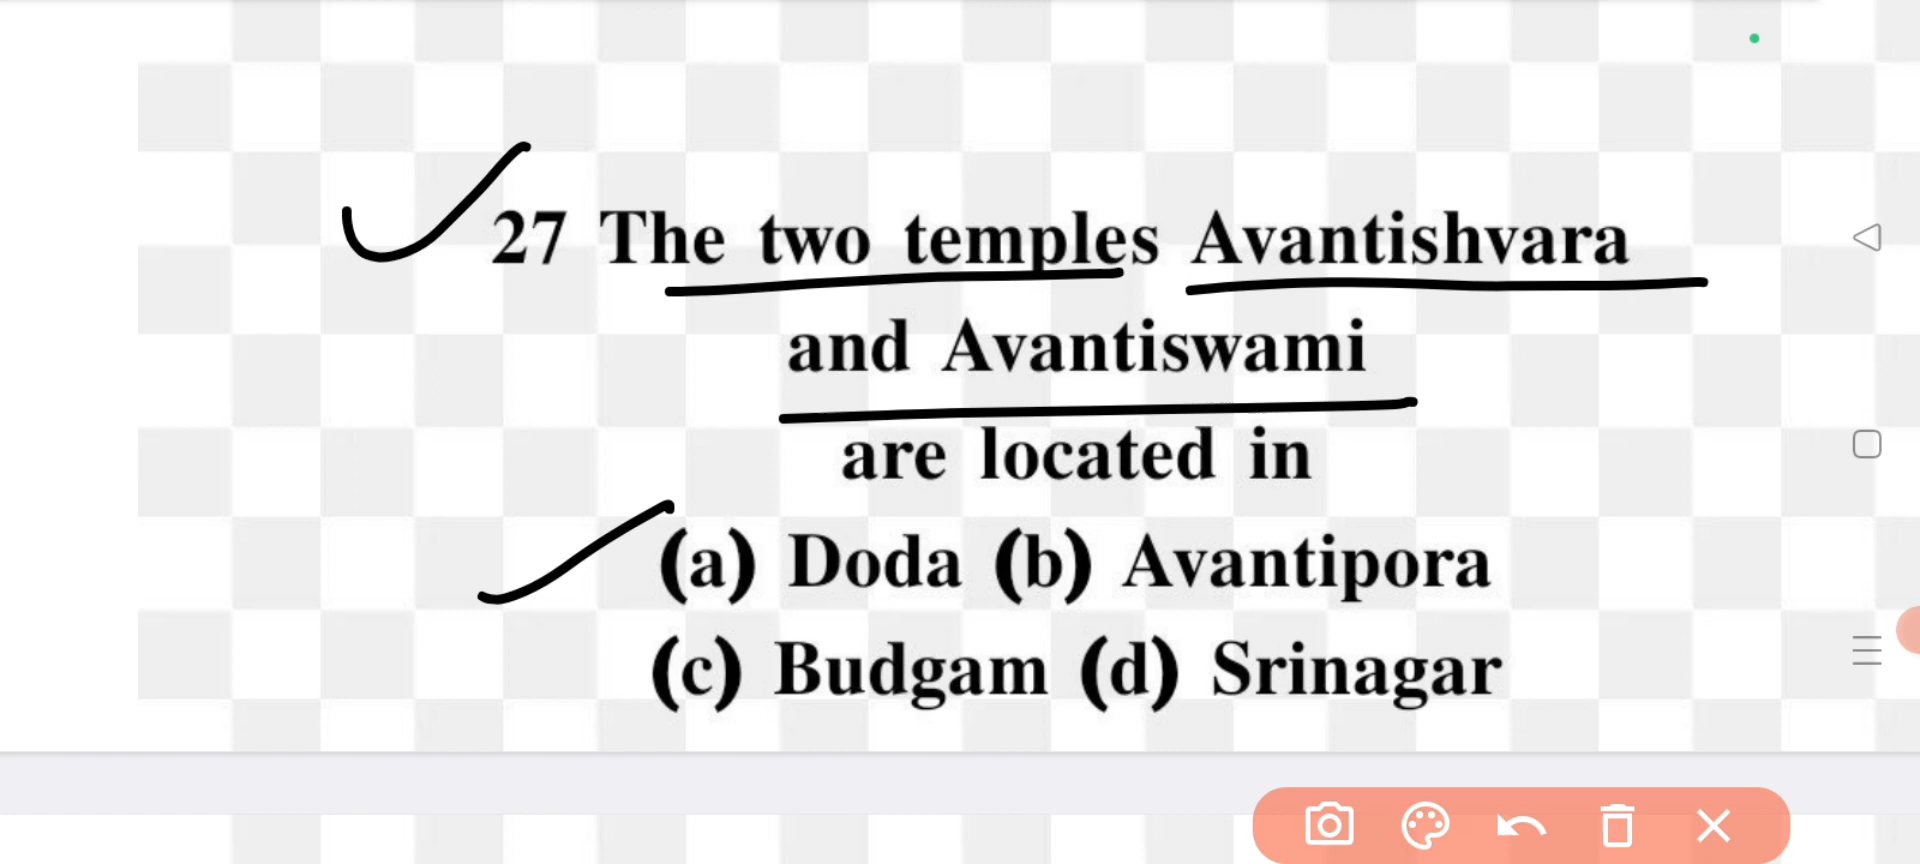 27 The two temples Avantishvara
and Avantiswami
are located in
(a) Doda (b) Avantipora
(c) Budgam (d) Srinagar